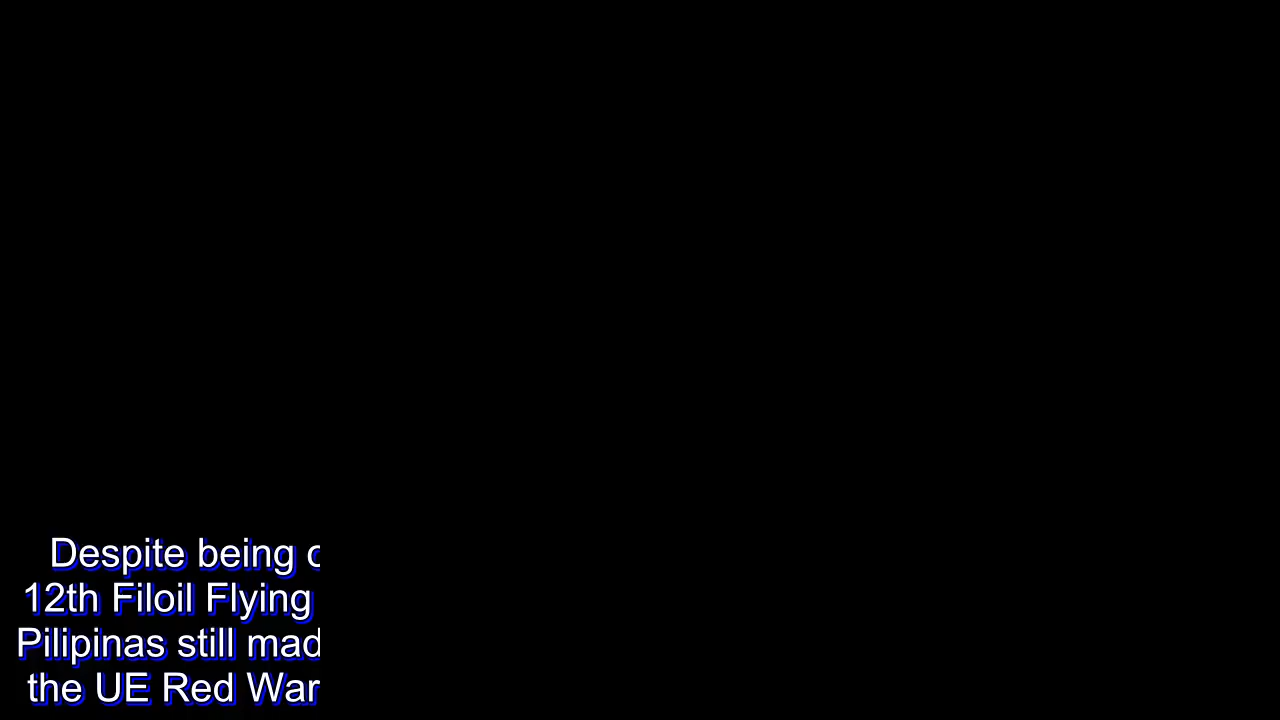 Despite being
12th Filoil Flying
Pilipinas still mad
the UE Red War